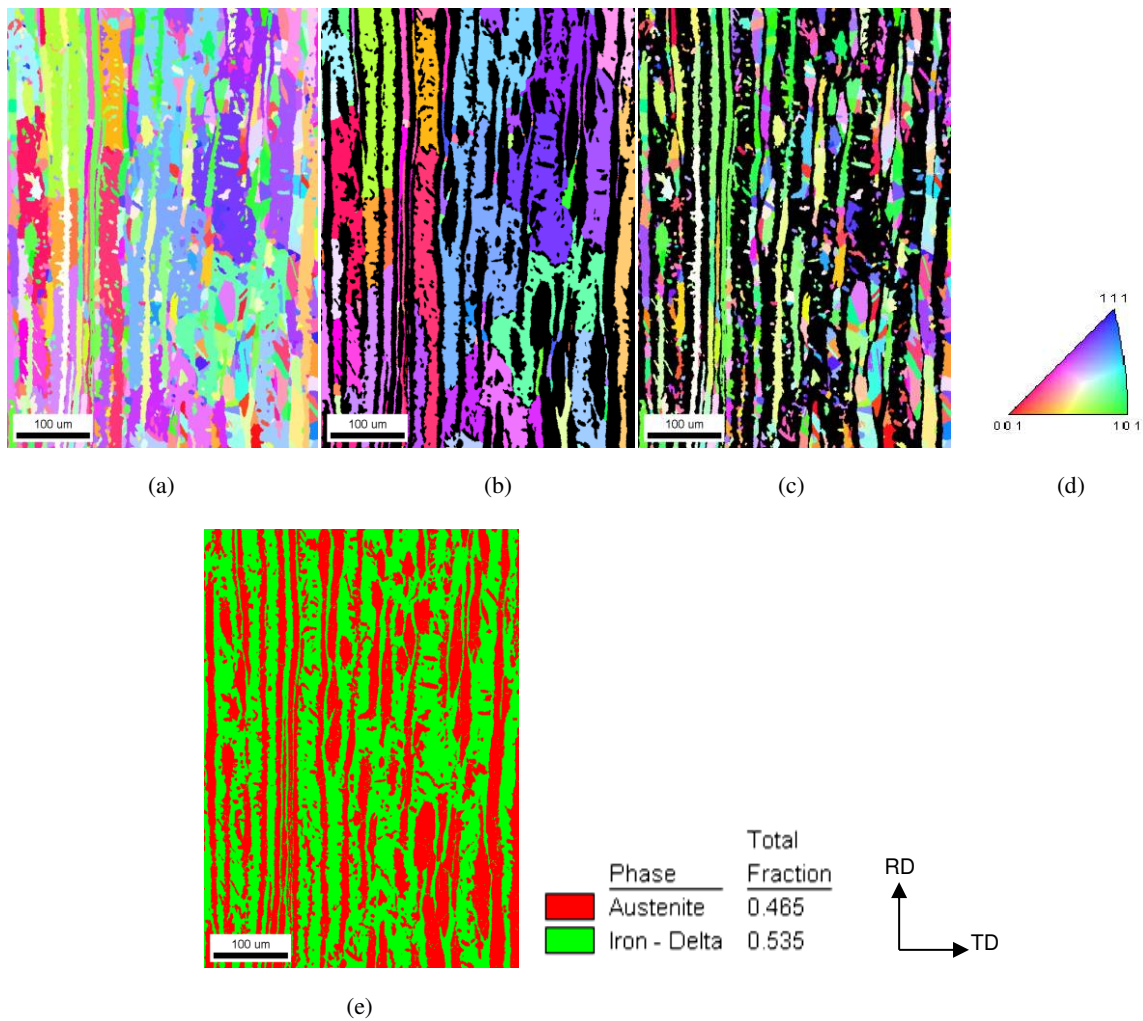 100 um
100 um
100 um
1 1 1
0 0 1
1 0 1
(a)
(b)
(c)
(d)
100 um
Total
Phase Fraction
Austenite 0.465
Iron - Delta 0.535
RD
TD
(e)